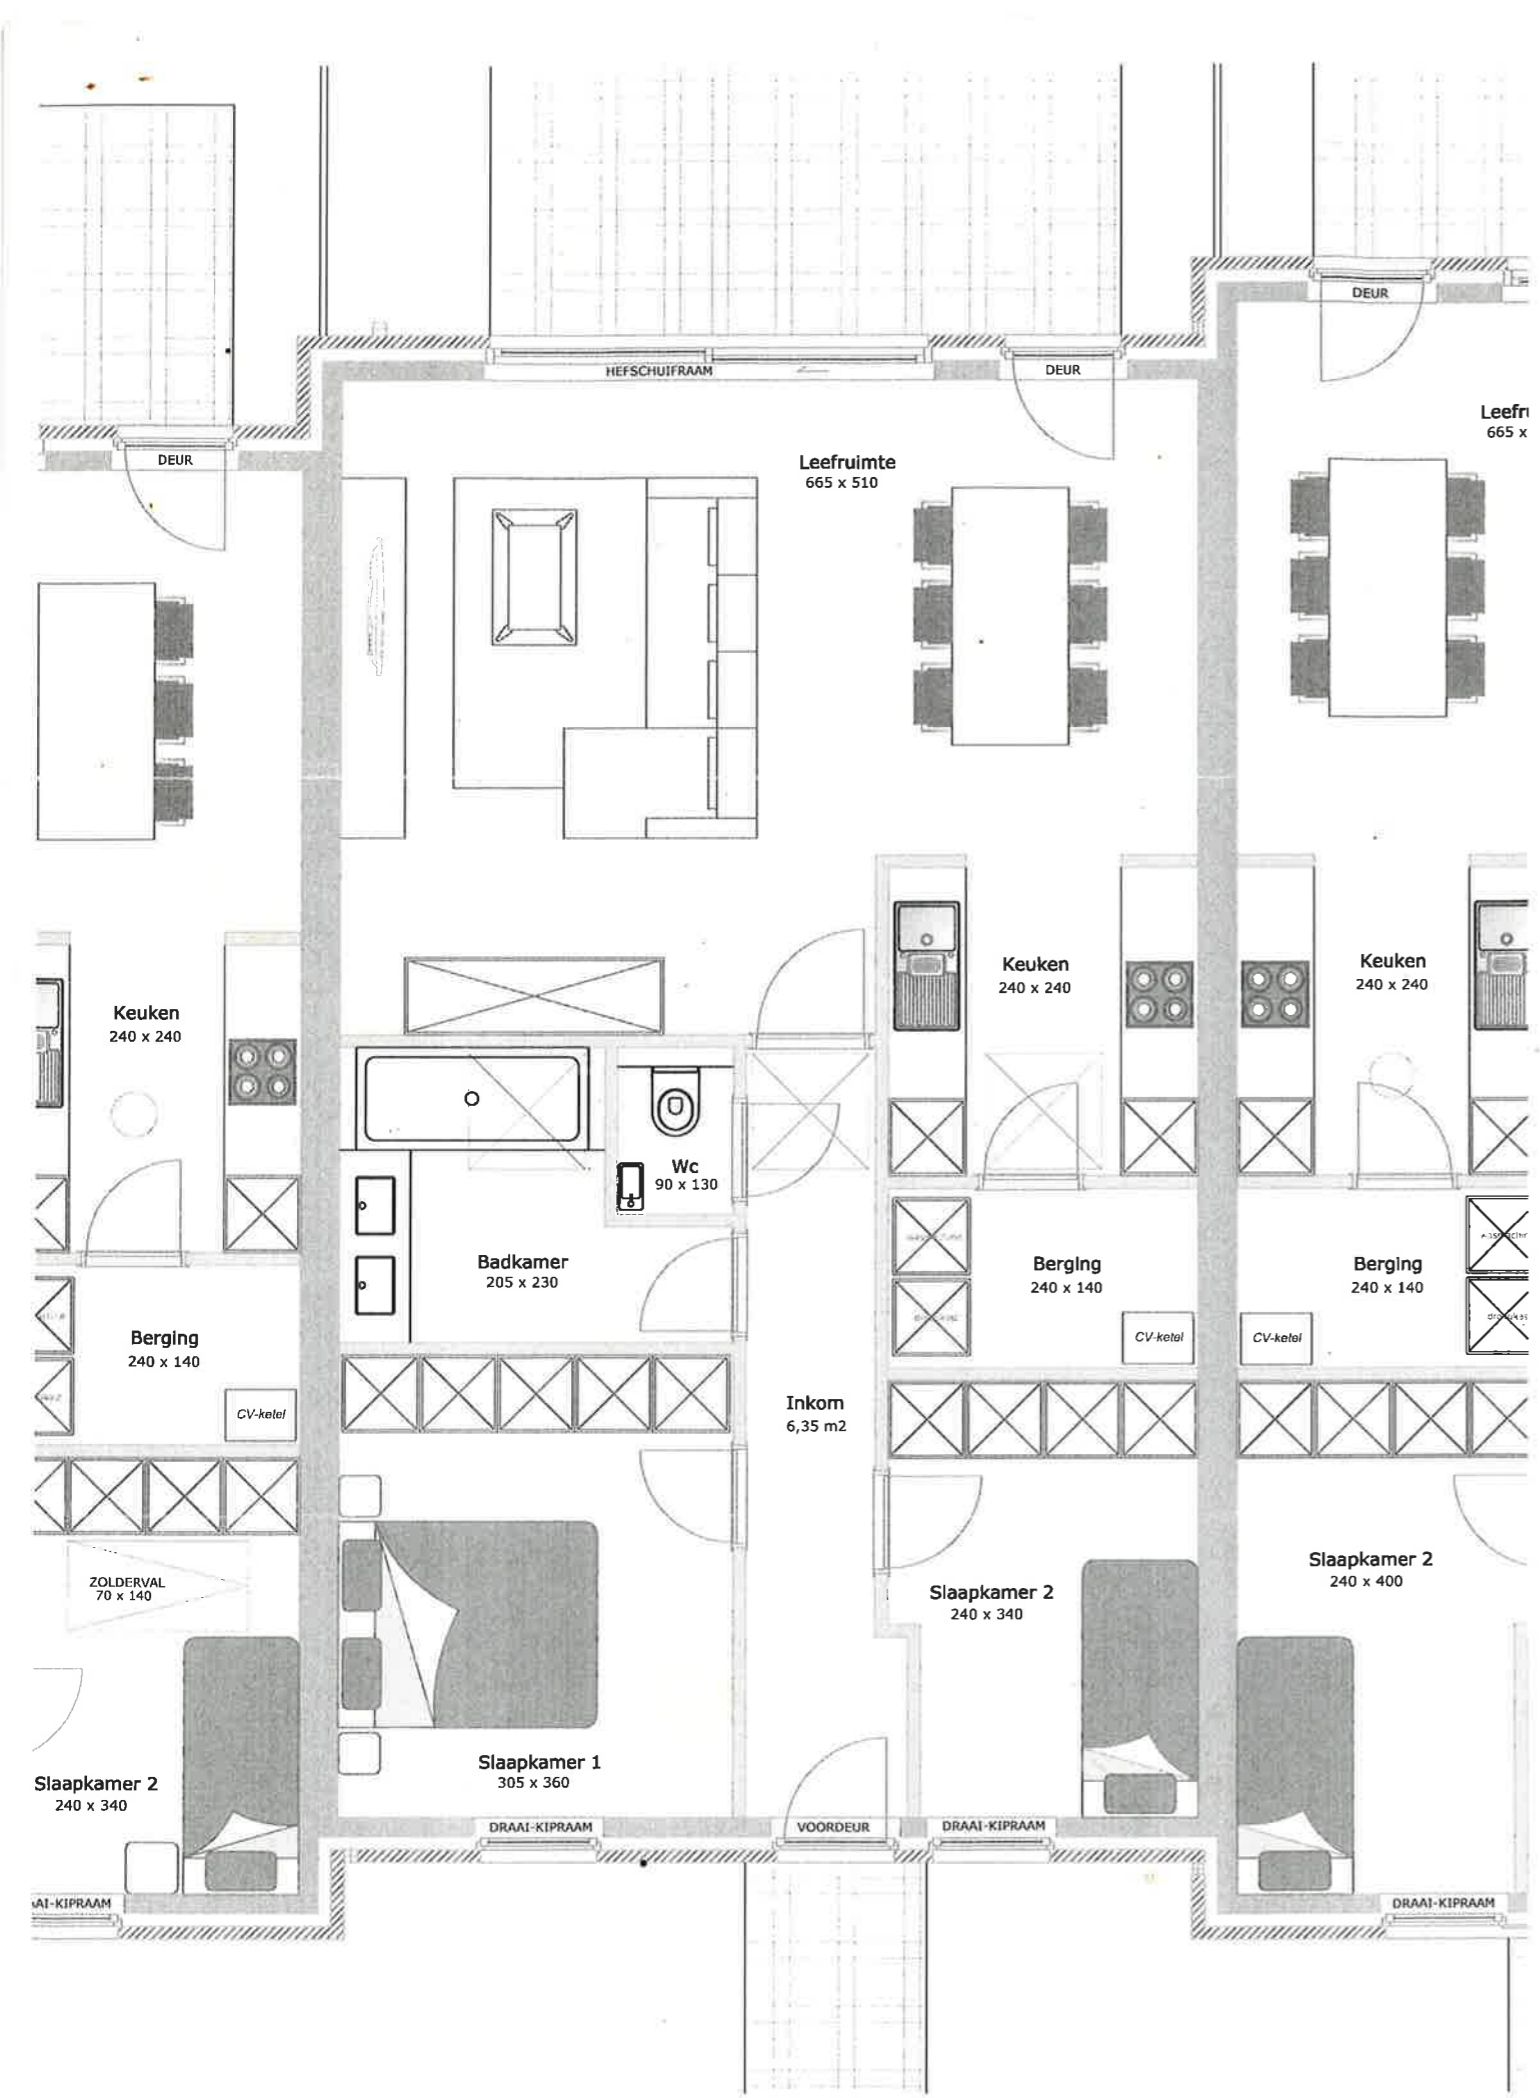 DEUR
HEFSCHUIFRAAM
DEUR
DEUR
Leefruimte
665 x 510
665 x
Keuken
240 x 240
Keuken
240 x 240
Keuken
240 x 240
Wc
90 x 130
Badkamer
205 x 230
Berging
240 x 140
CV-ketel
Berging
240 x 140
CV-ketel
Berging
240 x 140
CV-ketel
Inkom
6,35 m2
ZOLDERVAL
70 x 140
Slaapkamer 2
240 x 340
Slaapkamer 2
240 x 400
Slaapkamer 1
305 x 360
Slaapkamer 2
240 x 340
DRAAI-KIPRAAM
VOORDEUR
DRAAI-KIPRAAM
AI-KIPRAAM
DRAAI-KIPRAAM